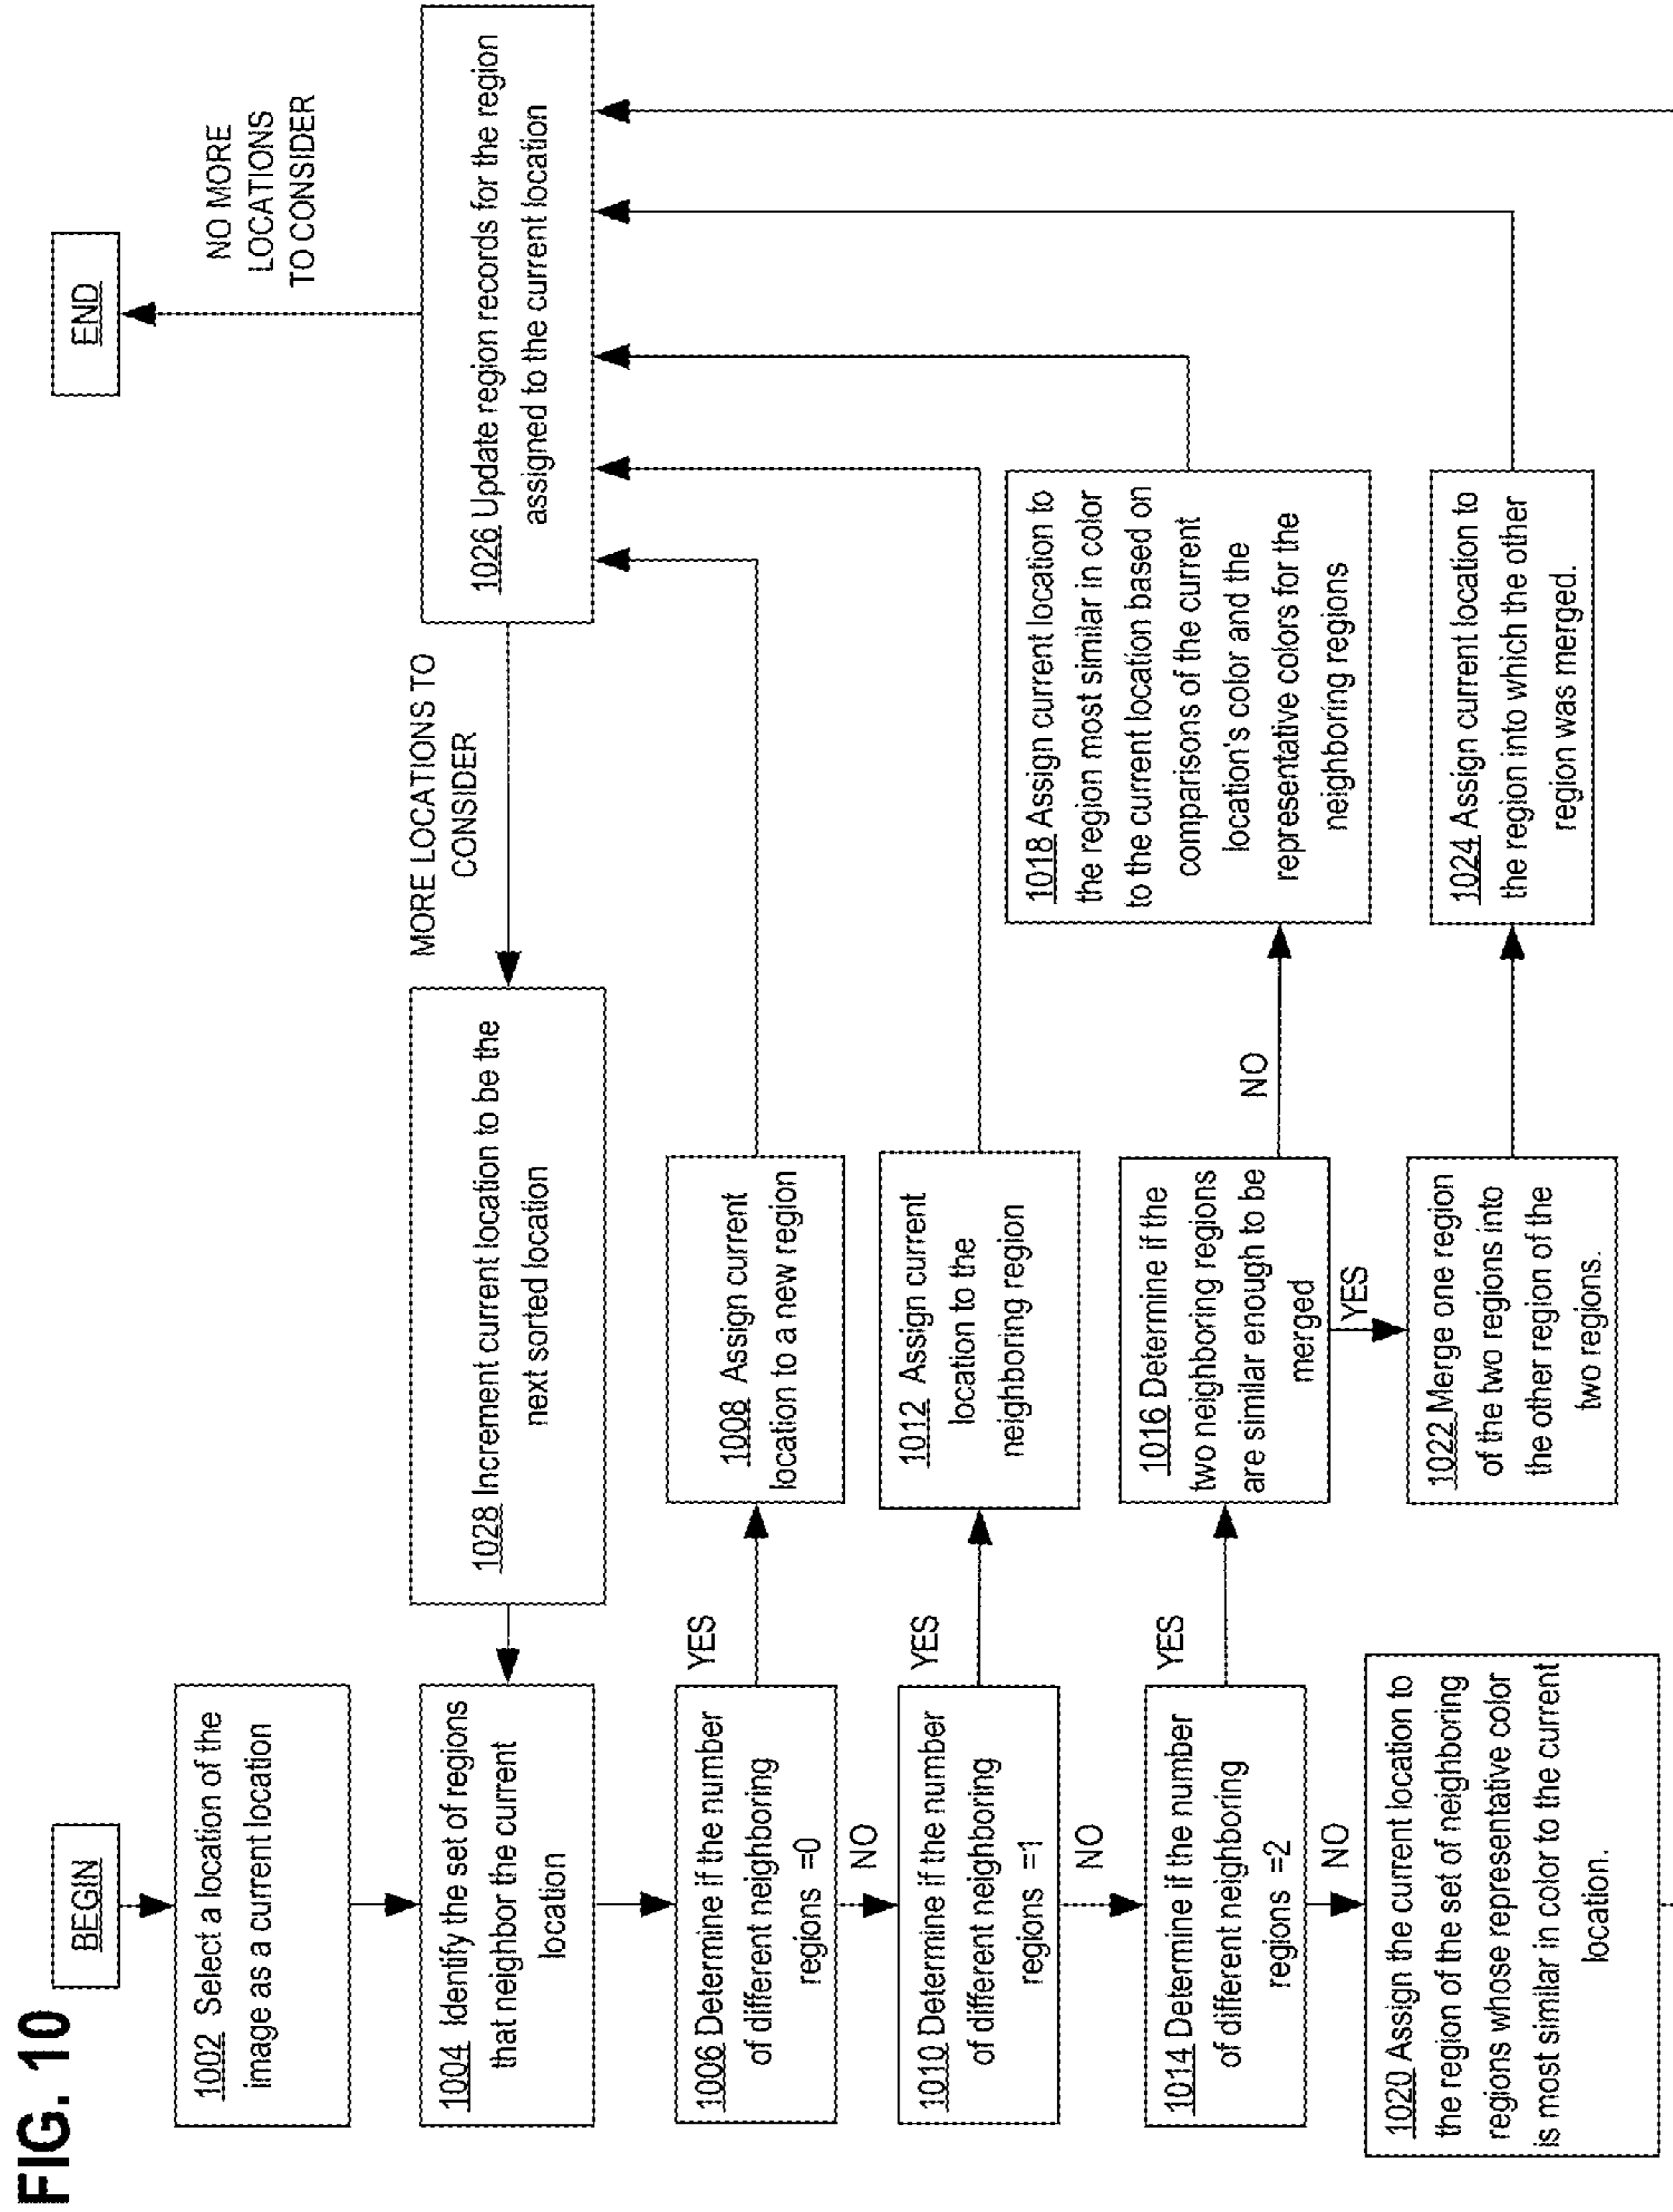 FIG. 10
BEGIN
1002 Select a location of the
image as a current location
1004 Identify the set of regions
that neighbor the current
location
1006 Determine if the number
of different neighboring
regions =0
YES
NO
1008 Assign current
location to a new region
1010 Determine if the number
of different neighboring
regions =1
YES
NO
1012 Assign current
location to the
neighboring region
1014 Determine if the number
of different neighboring
regions =2
YES
NO
1016 Determine if the
two neighboring regions
are similar enough to be
merged
NO
YES
1018 Assign current location to
the region most similar in color
to the current location based on
comparisons of the current
location's color and the
representative colors for the
neighboring regions
1020 Assign the current location to
the region of the set of neighboring
regions whose representative color
is most similar in color to the current
location.
1022 Merge one region
of the two regions into
the other region of the
two regions.
1024 Assign current location to
the region into which the other
region was merged.
1026 Update region records for the region
assigned to the current location
MORE LOCATIONS TO
CONSIDER
1028 Increment current location to be the
next sorted location
NO MORE
LOCATIONS
TO CONSIDER
END